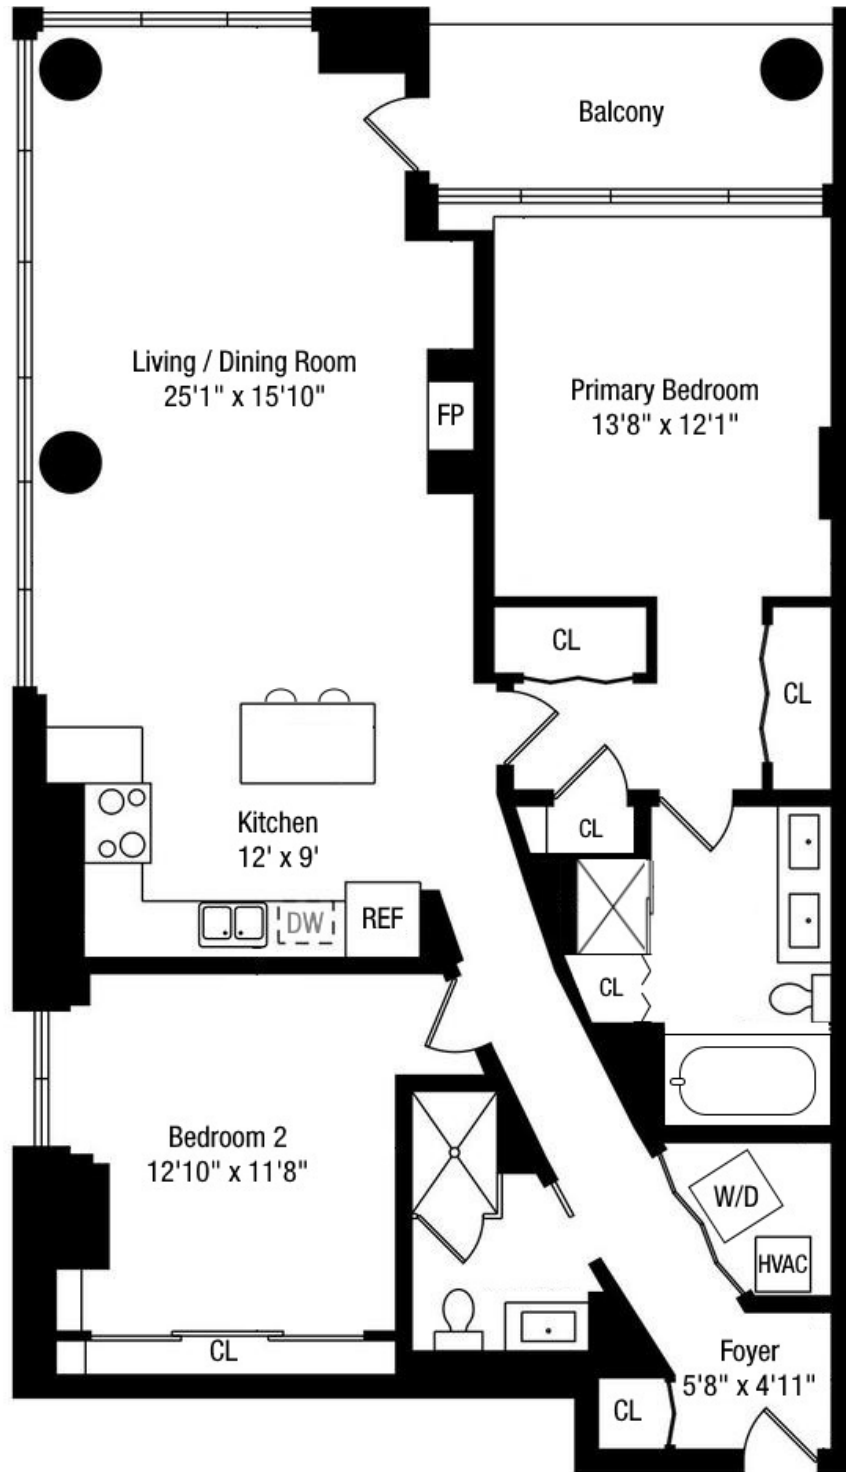 Balcony
Living / Dining Room
25'1" x 15'10"
FP
Primary Bedroom
13'8" x 12'1"
CL
CL
Kitchen
12' x 9'
CL
REF
DW
CL
Bedroom 2
12'10" x 11'8"
W/D
HVAC
CL
Foyer
5'8" x 4'11"
CL